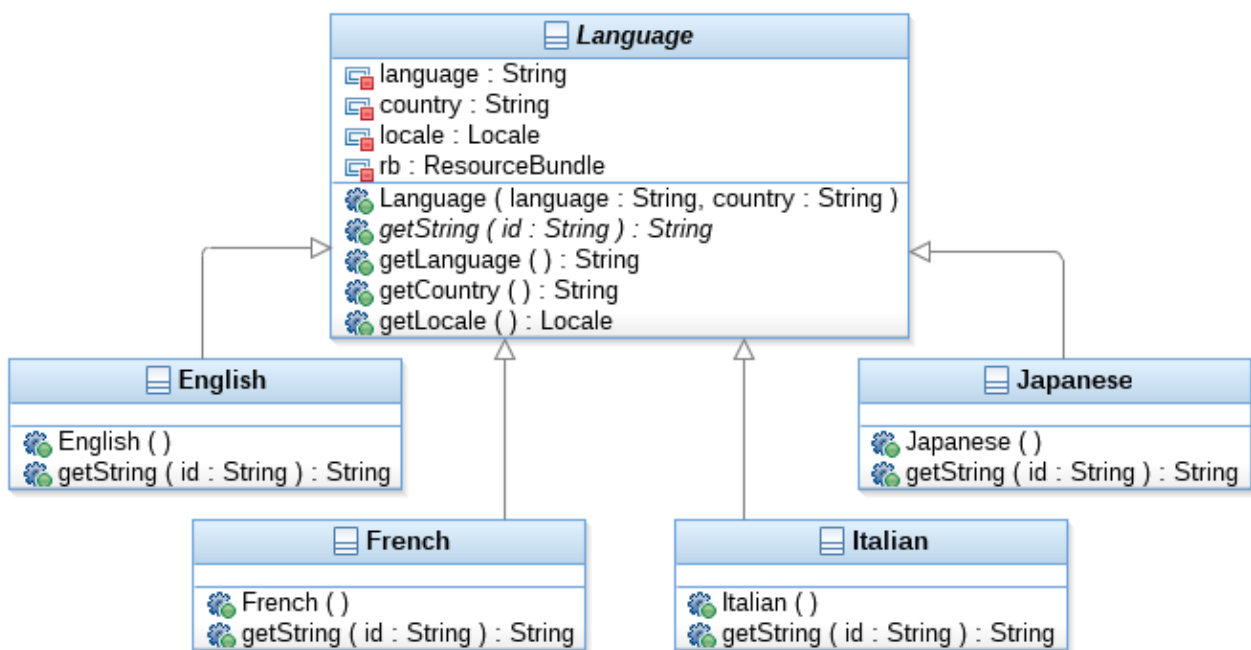 Language
language : String
country : String
locale : Locale
rb : ResourceBundle
Language ( language : String, country : String )
getString ( id : String ) : String
getLanguage ( ) : String
getCountry ( ) : String
getLocale ( ) : Locale
English
English ( )
getString ( id : String ) : String
Japanese
Japanese ( )
getString ( id : String ) : String
French
French ( )
getString ( id : String ) : String
Italian
Italian ( )
getString ( id : String ) : String